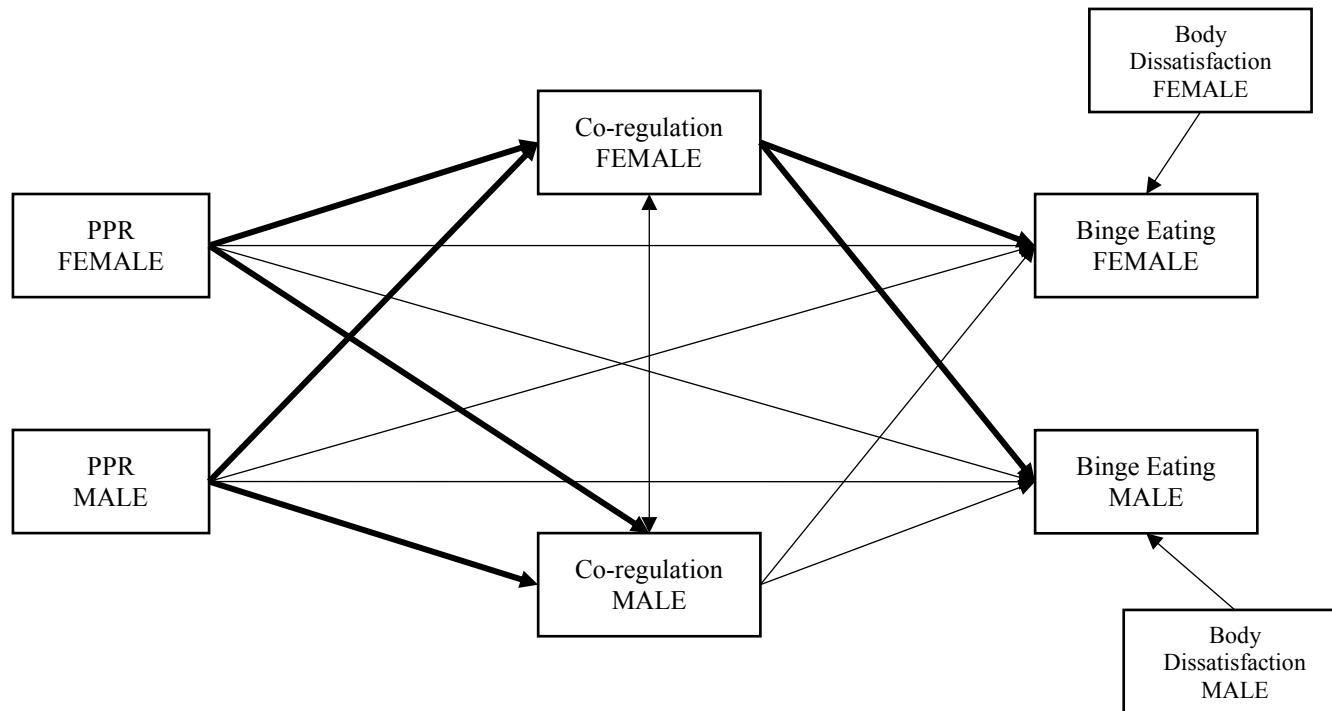 Body
Dissatisfaction
FEMALE
Co-regulation
FEMALE
PPR
FEMALE
Binge Eating
FEMALE
PPR
MALE
Binge Eating
MALE
Co-regulation
MALE
Body
Dissatisfaction
MALE